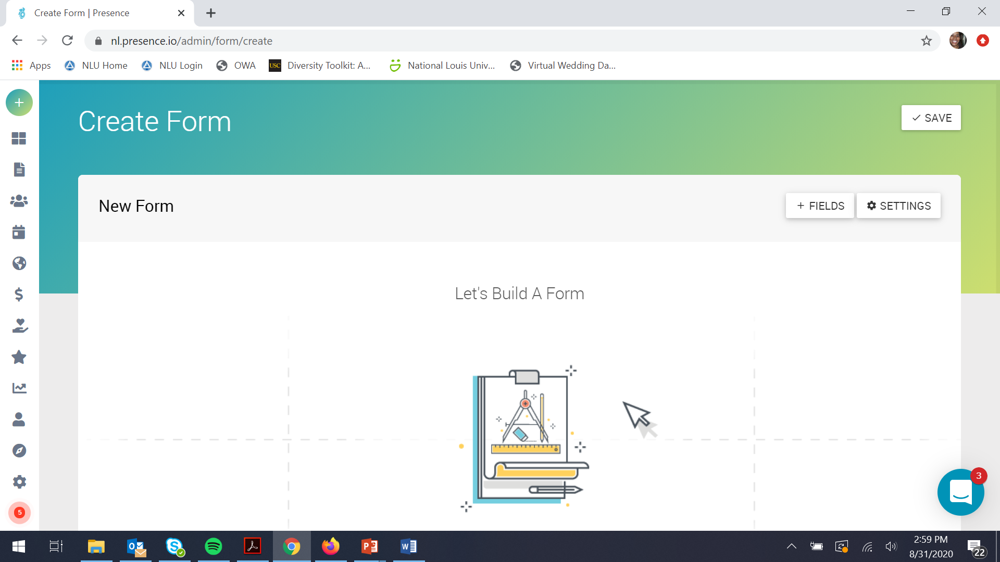 Create Form | Presence
nl.presence.io/admin/form/create
Apps NLU Home NLU Login OWA USC Diversity Toolkit: A... National Louis Univ... Virtual Wedding Da...
Create Form
SAVE
New Form
FIELDS SETTINGS
Let's Build A Form
3
5
2:59 PM
8/31/2020
22